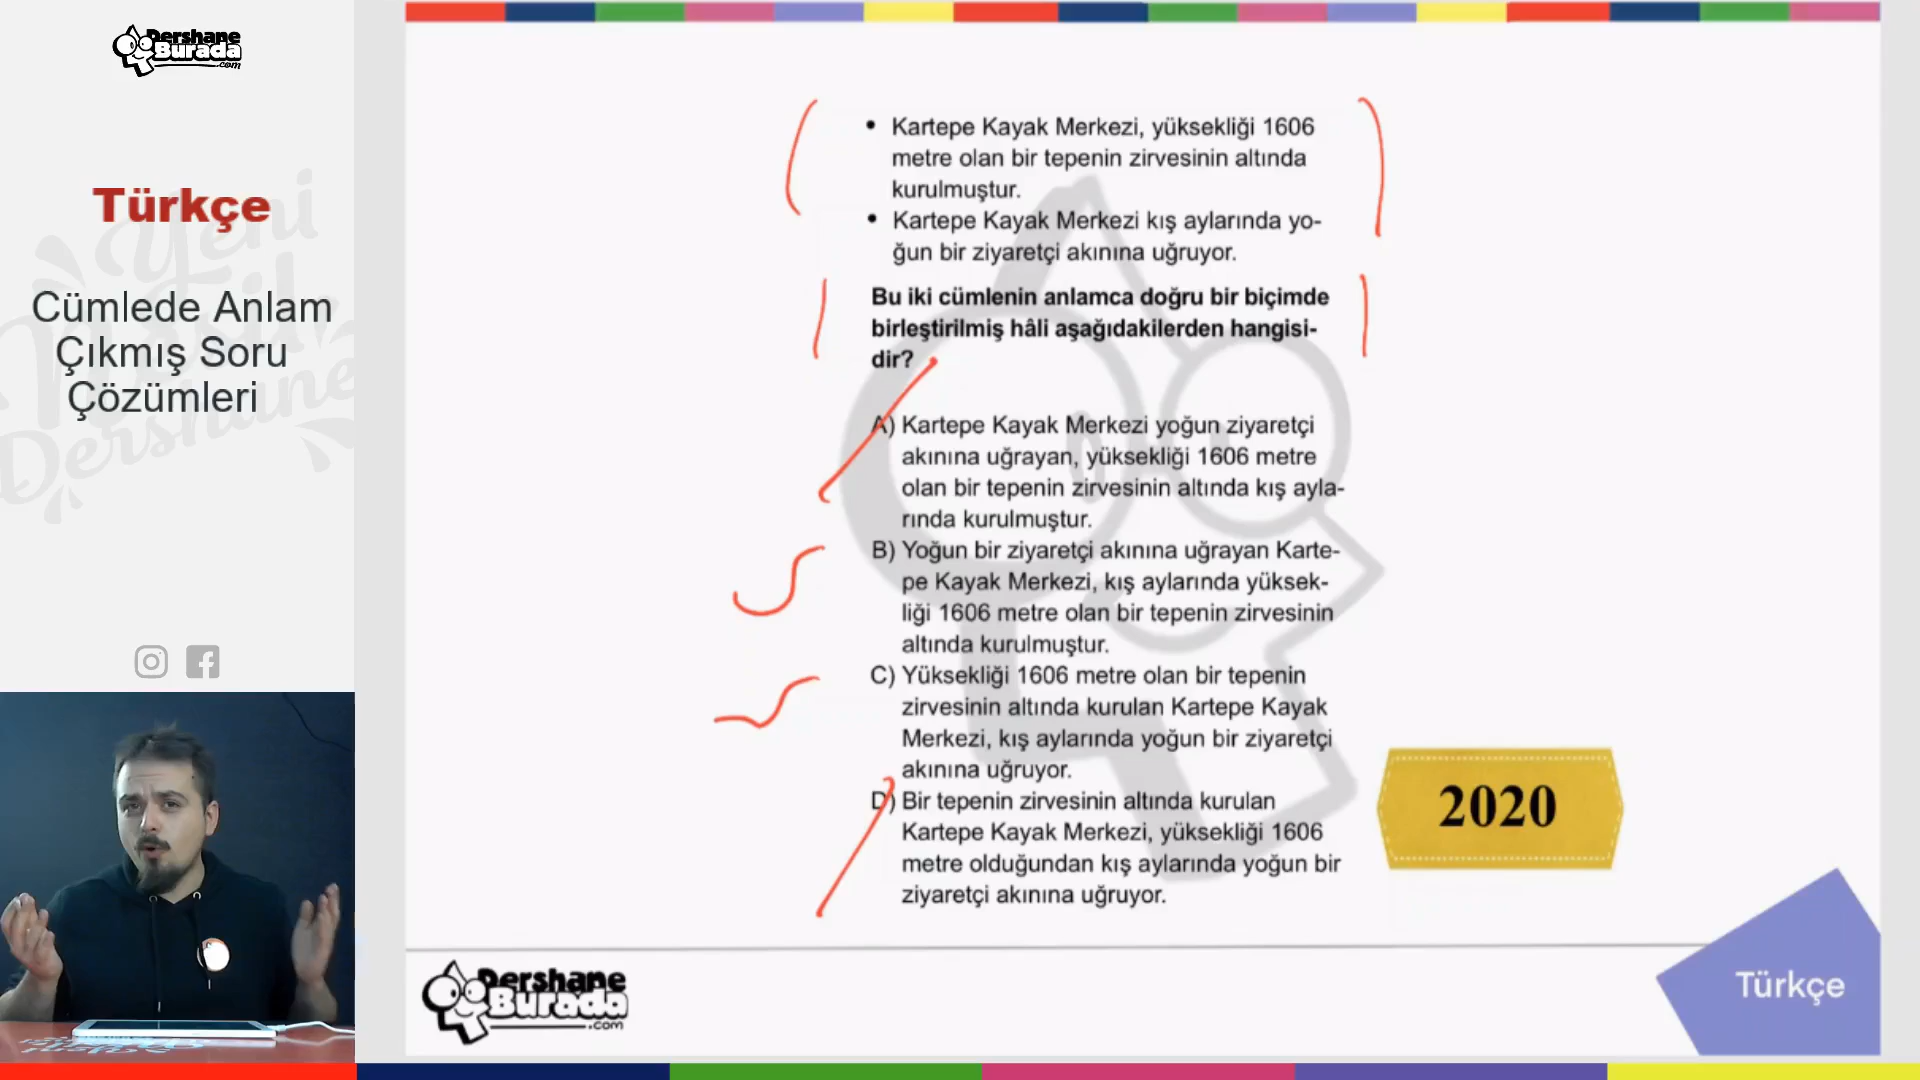 Dershane
Burada
.com
Türkçe
Cümlede Anlam
Çıkmış Soru
Çözümleri
Yeni
Nesil
Dershane
• Kartepe Kayak Merkezi, yüksekliği 1606
metre olan bir tepenin zirvesinin altında
kurulmuştur.
• Kartepe Kayak Merkezi kış aylarında yo-
ğun bir ziyaretçi akınına uğruyor.
Bu iki cümlenin anlamca doğru bir biçimde
birleştirilmiş hâli aşağıdakilerden hangisi-
dir?
A) Kartepe Kayak Merkezi yoğun ziyaretçi
akınına uğrayan, yüksekliği 1606 metre
olan bir tepenin zirvesinin altında kış ayla-
rında kurulmuştur.
B) Yoğun bir ziyaretçi akınına uğrayan Karte-
pe Kayak Merkezi, kış aylarında yüksek-
liği 1606 metre olan bir tepenin zirvesinin
altında kurulmuştur.
C) Yüksekliği 1606 metre olan bir tepenin
zirvesinin altında kurulan Kartepe Kayak
Merkezi, kış aylarında yoğun bir ziyaretçi
akınına uğruyor.
D) Bir tepenin zirvesinin altında kurulan
Kartepe Kayak Merkezi, yüksekliği 1606
metre olduğundan kış aylarında yoğun bir
ziyaretçi akınına uğruyor.
2020
Dershane
Burada
.com
Türkçe